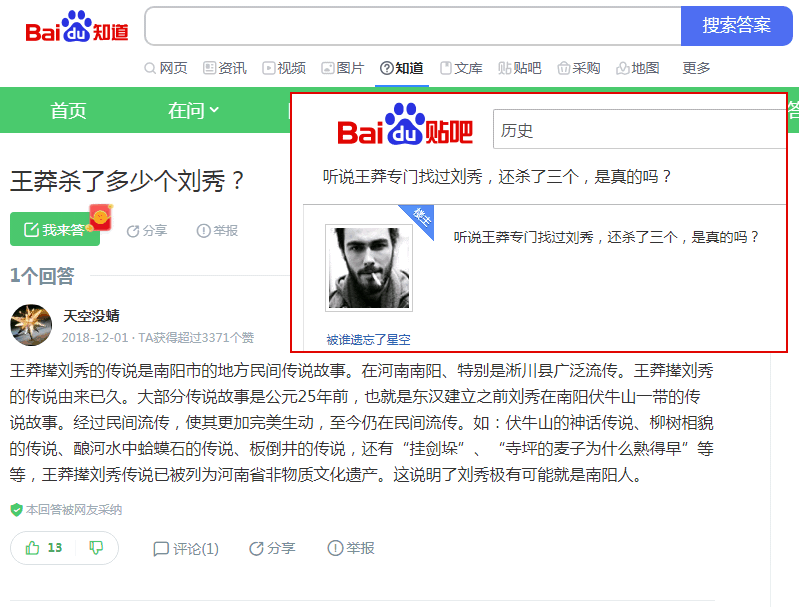 Bai du 知道
搜索答案
网页 资讯 视频 图片 知道 文库 贴吧 采购 地图 更多
首页 在问 答
Bai du 贴吧
历史
听说王莽专门找过刘秀，还杀了三个，是真的吗？
楼主
听说王莽专门找过刘秀，还杀了三个，是真的吗？
被谁遗忘了星空
王莽杀了多少个刘秀？
我来答 分享 举报
1个回答
天空没蜻
2018-12-01 · TA获得超过3371个赞
王莽撵刘秀的传说是南阳市的地方民间传说故事。在河南南阳、特别是淅川县广泛流传。王莽撵刘秀
的传说由来已久。大部分传说故事是公元25年前，也就是东汉建立之前刘秀在南阳伏牛山一带的传
说故事。经过民间流传，使其更加完美生动，至今仍在民间流传。如：伏牛山的神话传说、柳树相貌
的传说、酿河水中蛤蟆石的传说、板倒井的传说，还有“挂剑垛”、“寺坪的麦子为什么熟得早”等
等，王莽撵刘秀传说已被列为河南省非物质文化遗产。这说明了刘秀极有可能就是南阳人。
本回答被网友采纳
13 评论(1) 分享 举报